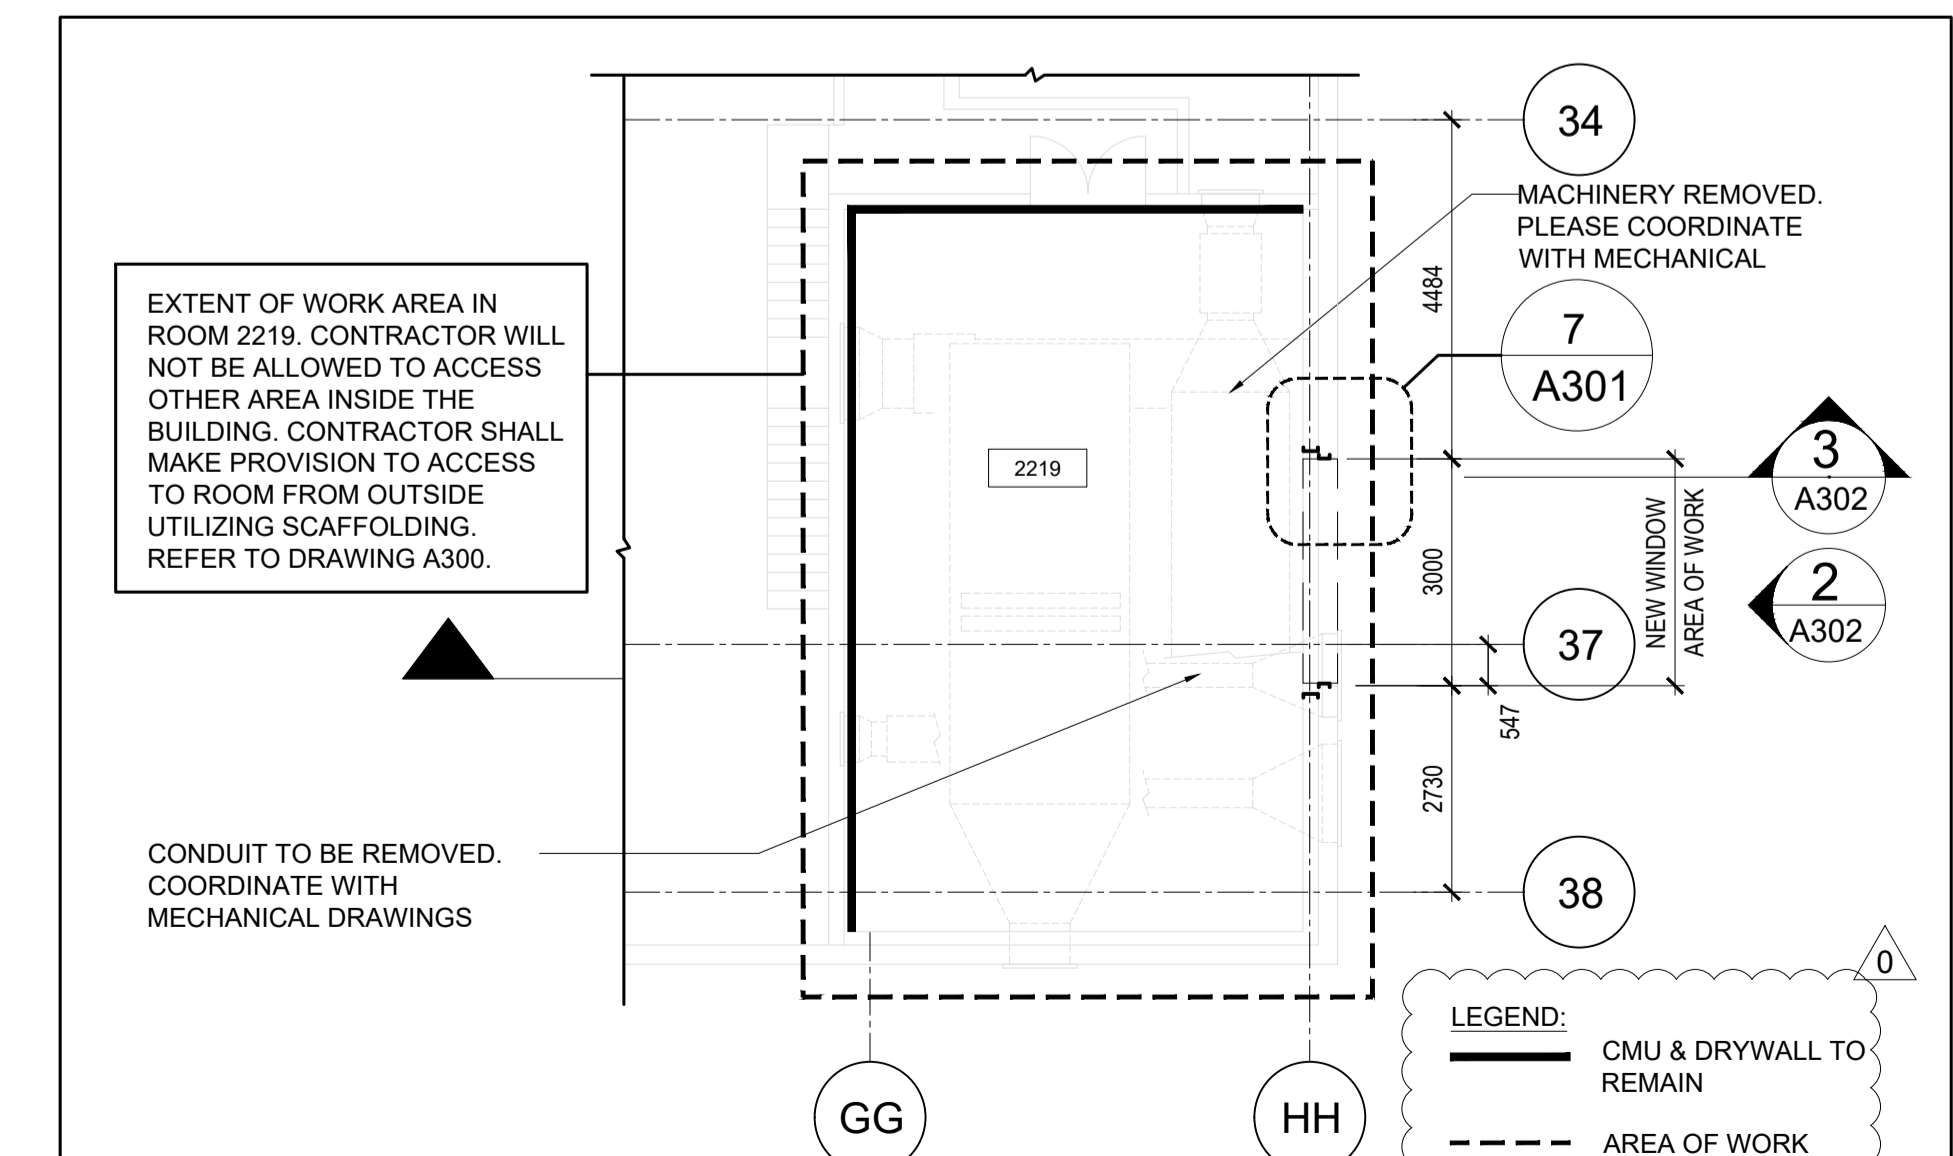 34
MACHINERY REMOVED.
PLEASE COORDINATE
WITH MECHANICAL
EXTENT OF WORK AREA IN
ROOM 2219. CONTRACTOR WILL
NOT BE ALLOWED TO ACCESS
OTHER AREA INSIDE THE
BUILDING. CONTRACTOR SHALL
MAKE PROVISION TO ACCESS
TO ROOM FROM OUTSIDE
UTILIZING SCAFFOLDING.
REFER TO DRAWING A300.
4484
7
A301
2219
3
A302
3000
NEW WINDOW
AREA OF WORK
2
A302
37
547
2730
CONDUIT TO BE REMOVED.
COORDINATE WITH
MECHANICAL DRAWINGS
38
0
LEGEND:
CMU & DRYWALL TO
REMAIN
AREA OF WORK
GG
HH